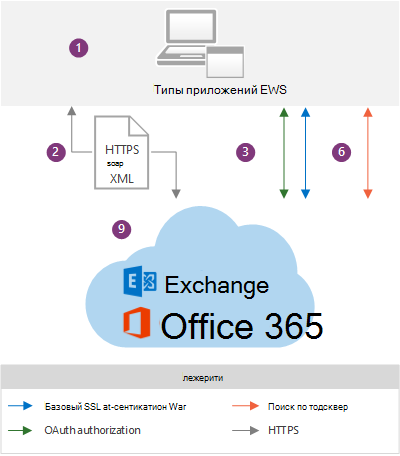 1
Типы приложений EWS
2
HTTPS
soap
XML
3
6
9
Exchange
Office 365
лежерити
Базовый SSL at-сентикатион War
Поиск по тодсквер
OAuth authorization
HTTPS